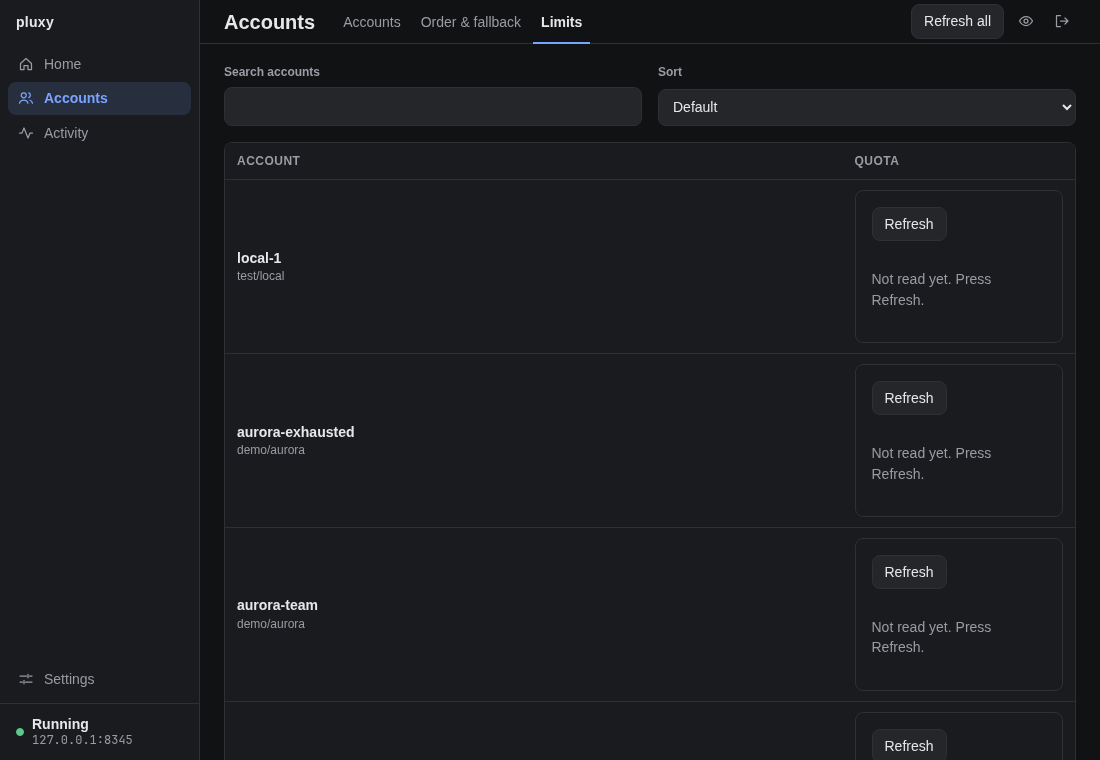 pluxy
Home
Accounts
Activity
Settings
Running
127.0.0.1:8345
Accounts
Accounts
Order & fallback
Limits
Refresh all
Search accounts
Sort
Default
ACCOUNT
QUOTA
local-1
test/local
Refresh
Not read yet. Press
Refresh.
aurora-exhausted
demo/aurora
Refresh
Not read yet. Press
Refresh.
aurora-team
demo/aurora
Refresh
Not read yet. Press
Refresh.
Refresh